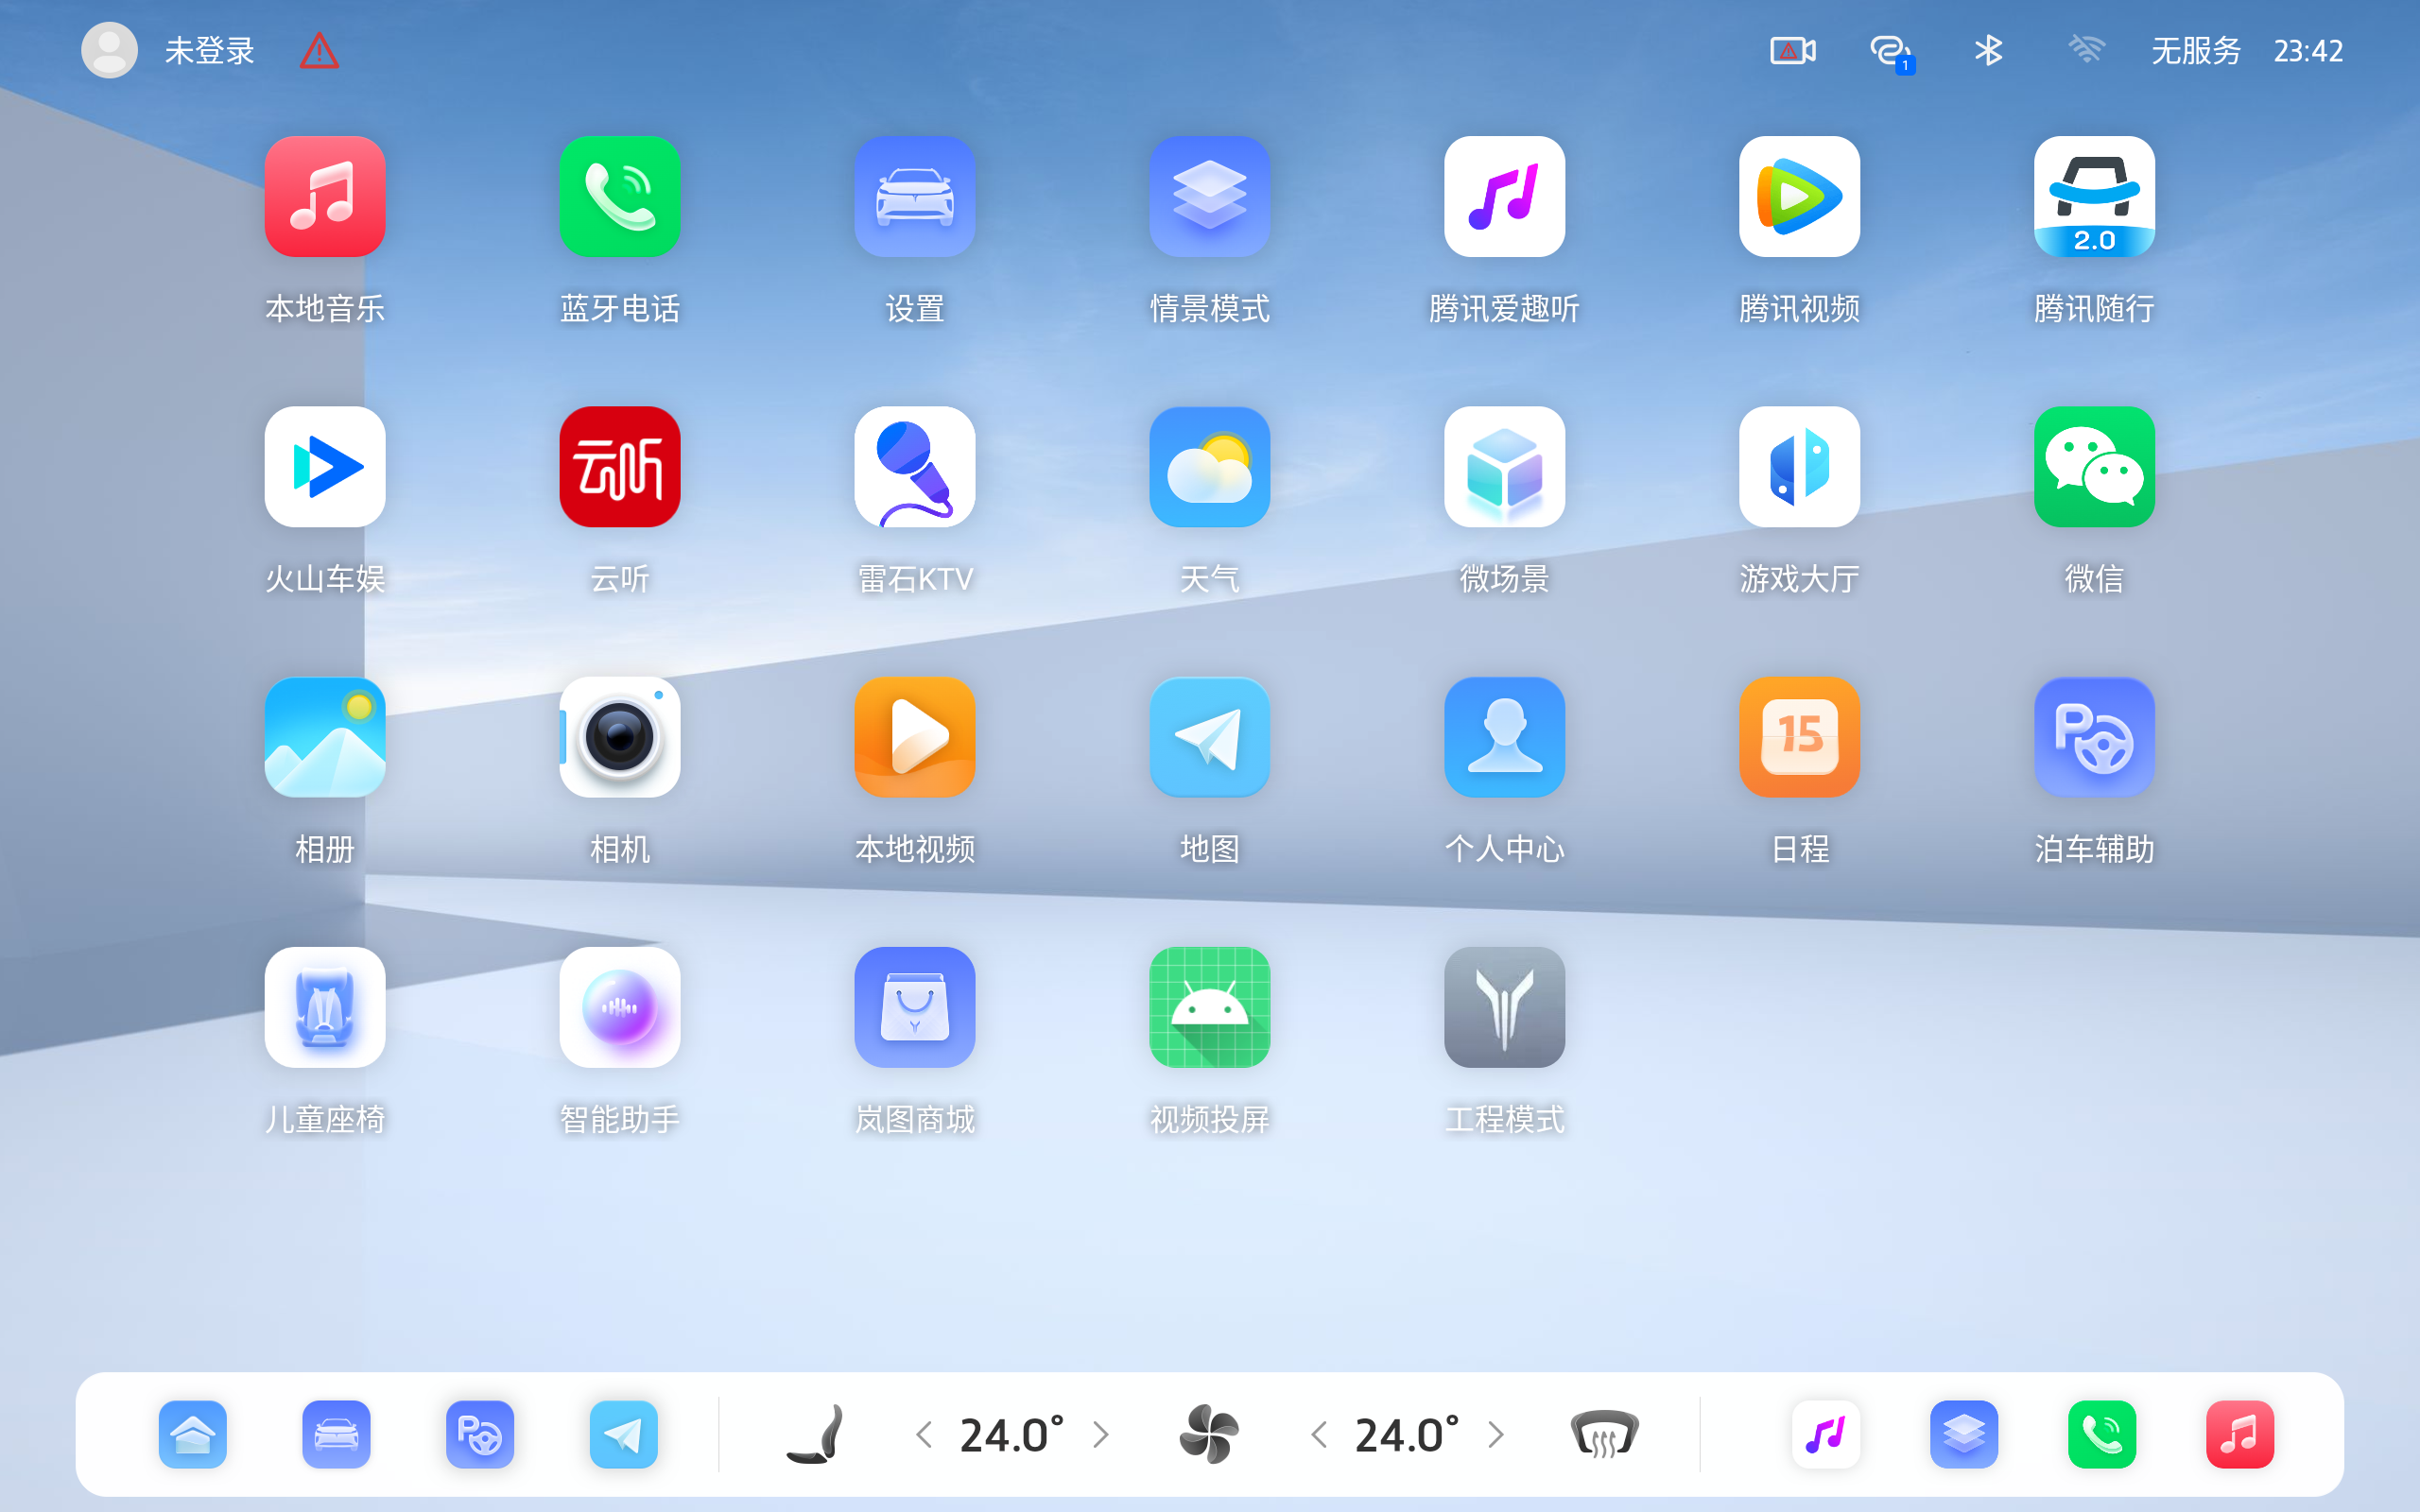 未登录
1
无服务 23:42
2.0
本地音乐 蓝牙电话 设置 情景模式 腾讯爱趣听 腾讯视频 腾讯随行
云听
火山车娱 云听 雷石KTV 天气 微场景 游戏大厅 微信
15
P
相册 相机 本地视频 地图 个人中心 日程 泊车辅助
儿童座椅 智能助手 岚图商城 视频投屏 工程模式
P
24.0° 24.0°